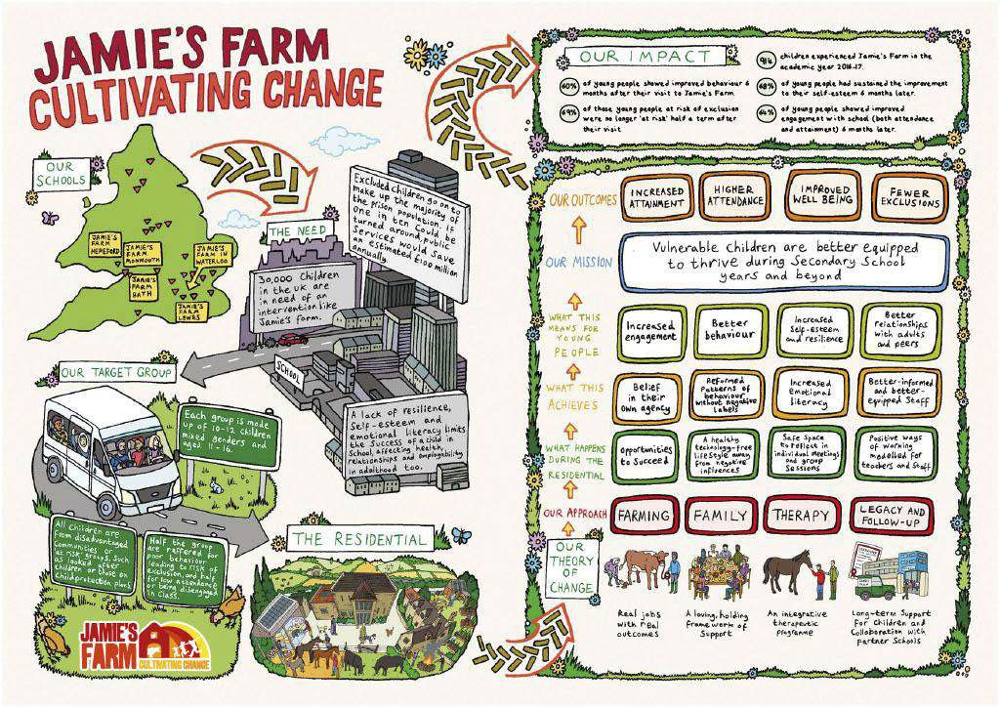 JAMIE'S FARM
CULTIVATING CHANGE
OUR
SCHOOLS
JAMIE'S
FARM
HEREFORD
JAMIE'S
FARM
MONMOUTH
JAMIE'S
FARM IN
WATERLOO
JAMIE'S
FARM
BATH
JAMIE'S
FARM
LEWES
THE NEED
Excluded children go on to
make up the majority of
the prison population. If
one in ten could be
turned around, public
Services would save
an estimated £100 million
annually.
30,000 Children
in the UK are
in need of an
intervention like
Jamie's farm.
SCHOOL
A lack of resilience,
Self-esteem and
emotional literacy limits
the success of a child in
School, affecting health,
relationships and employability
in adulthood too.
OUR TARGET GROUP
Each group is made
up of 10-12 children
mixed genders and
aged 11-16.
All Children are
from disadvantaged
Communities or
'at risk' groups, such
as looked after
children or those on
child protection plans.
Half the group
are reffered for
poor behaviour
leading to risk of
exclusion, and half
for low attendance
or being disengaged
in class.
JAMIE'S
FARM
CULTIVATING CHANGE
THE RESIDENTIAL
OUR IMPACT
children experienced Jamie's Farm in the
academic year 2016-17.
60% of young people showed improved behaviour 6
months after their visit to Jamie's Farm.
68% of young people had sustained the improvement
to their self-esteem 6 months later.
69% of those young people at risk of exclusion
were no longer 'at risk' half a term after
their visit
64% of young people showed improved
engagement with school (both attendance
and attainment) 6 months later.
OUR OUTCOMES
INCREASED
ATTAINMENT
HIGHER
ATTENDANCE
IMPROVED
WELL BEING
FEWER
EXCLUSIONS
OUR MISSION
Vulnerable Children are better equipped
to thrive during Secondary School
years and beyond
WHAT THIS
MEANS FOR
YOUNG
PEOPLE
Increased
engagement
Better
behaviour
Increased
Self-esteem
and resilience
Better
relationships
with adults
and peers
WHAT THIS
ACHIEVES
Belief
in their
own agency
Reformed
Patterns of
behaviour,
without negative
labels
Increased
Emotional
literacy
Better-informed
and better-
equipped Staff
WHAT HAPPENS
DURING THE
RESIDENTIAL
Opportunities
to Succeed
A healthy
technology-free
lifestyle away
from negative
influences
Safe Space
to reflect in
individual Meetings
and group
Sessions
Positive ways
of working
modelled for
teachers and Staff
OUR APPROACH
FARMING
FAMILY
THERAPY
LEGACY AND
FOLLOW-UP
OUR
THEORY
OF
CHANGE
Real jobs
with real
outcomes
A loving, holding
framework of
Support
An integrative
therapeutic
programme
Long-term Support
for Children and
Collaboration with
partner Schools